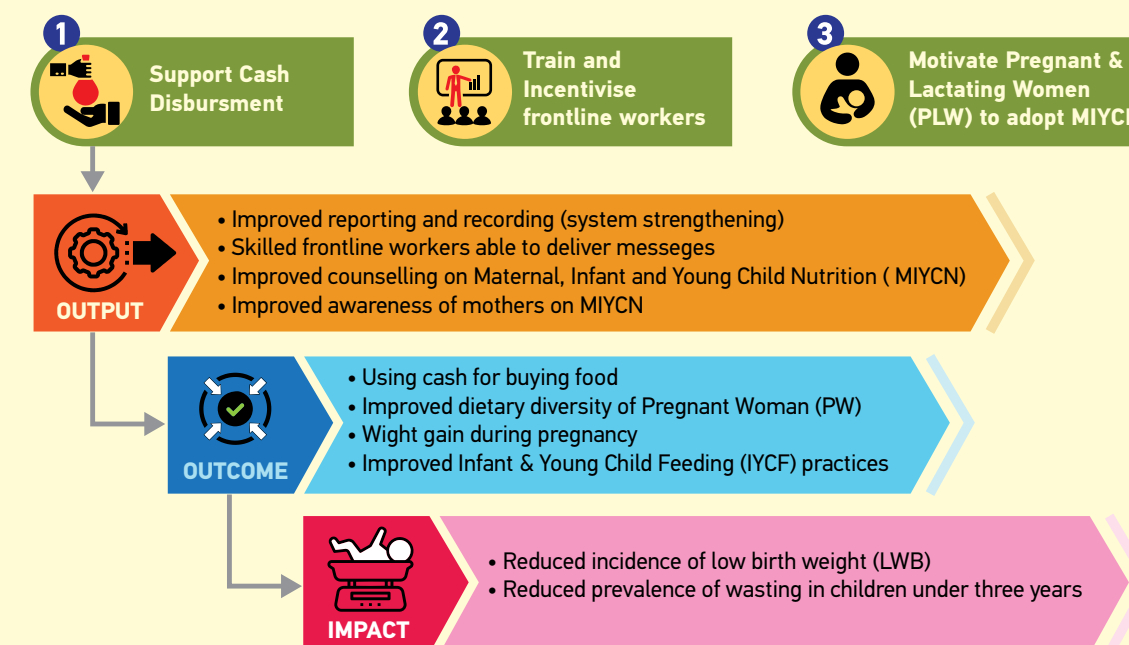 1
Support Cash
Disbursment
2
Train and
Incentivise
frontline workers
3
Motivate Pregnant &
Lactating Women
(PLW) to adopt MIYC
OUTPUT
• Improved reporting and recording (system strengthening)
• Skilled frontline workers able to deliver messeges
• Improved counselling on Maternal, Infant and Young Child Nutrition ( MIYCN)
• Improved awareness of mothers on MIYCN
OUTCOME
• Using cash for buying food
• Improved dietary diversity of Pregnant Woman (PW)
• Wight gain during pregnancy
• Improved Infant & Young Child Feeding (IYCF) practices
IMPACT
• Reduced incidence of low birth weight (LWB)
• Reduced prevalence of wasting in children under three years